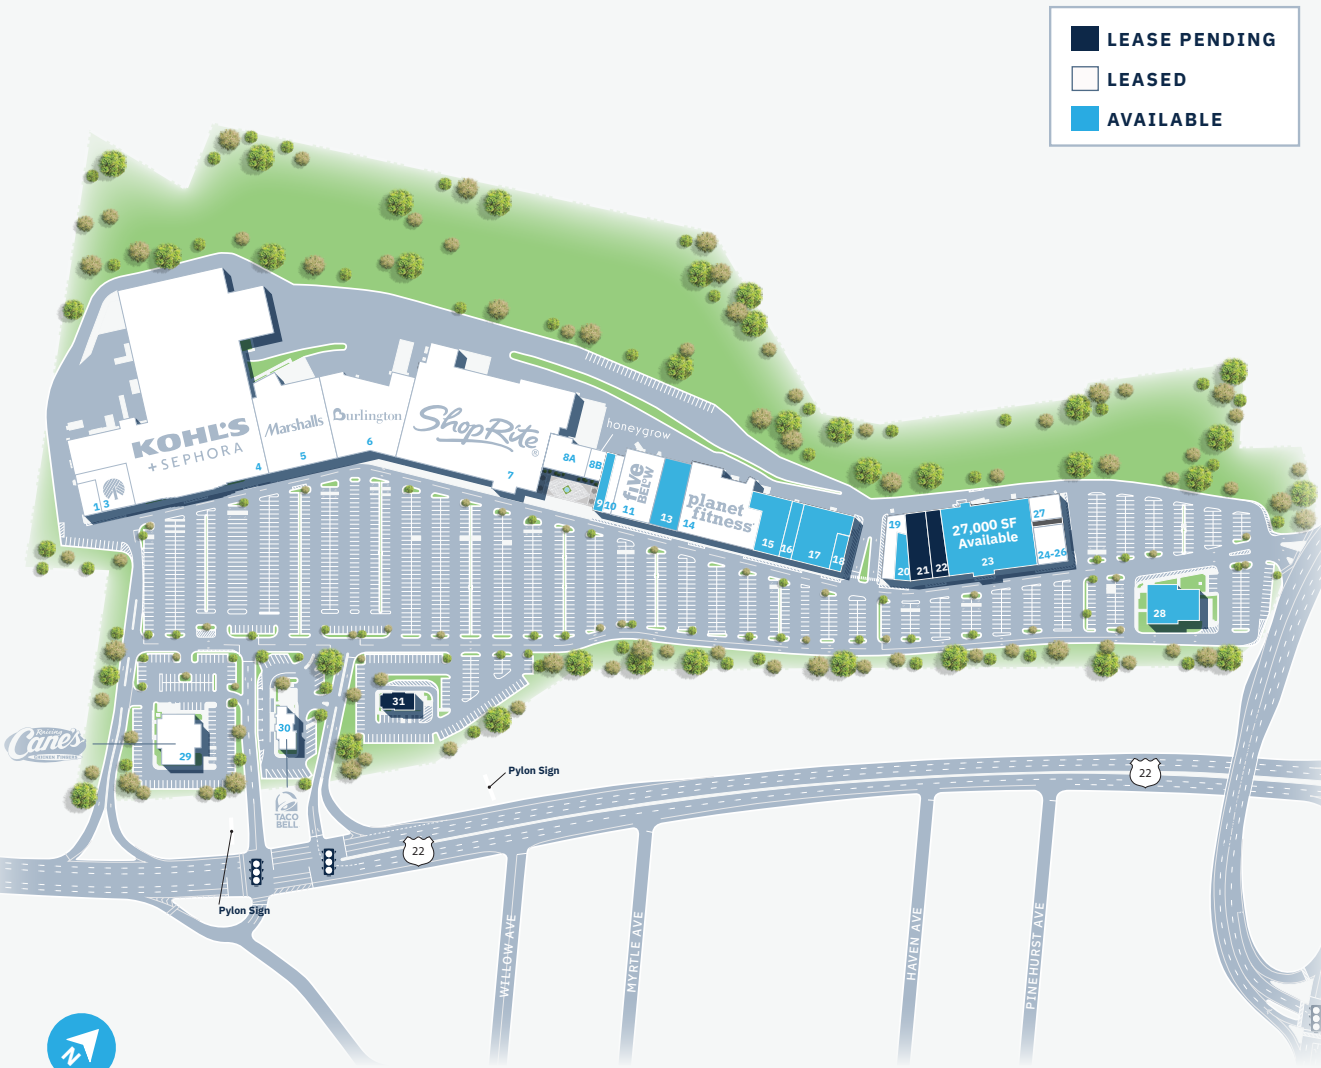 LEASE PENDING
LEASED
AVAILABLE
KOHL'S
+SEPHORA
Marshalls
Burlington
ShopRite®
honeygrow
five
BEL°W
planet
fitness
27,000 SF
Available
1
3
4
5
6
7
8A
8B
9
10
11
13
14
15
16
17
18
19
20
21
22
23
24-26
27
28
29
30
31
Raising
Cane's
CHICKEN FINGERS
TACO
BELL
Pylon Sign
Pylon Sign
22
22
WILLOW AVE
MYRTLE AVE
HAVEN AVE
PINEHURST AVE
N